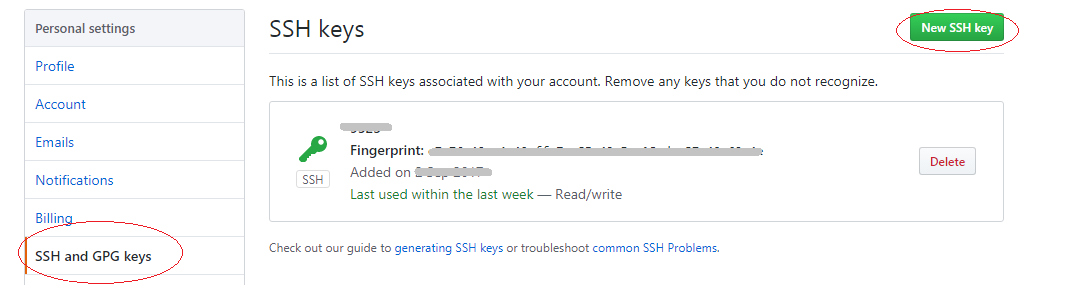 Personal settings
Profile
Account
Emails
Notifications
Billing
SSH and GPG keys
SSH keys
New SSH key
This is a list of SSH keys associated with your account. Remove any keys that you do not recognize.
SSH
Fingerprint:
Added on
Last used within the last week — Read/write
Delete
Check out our guide to generating SSH keys or troubleshoot common SSH Problems.